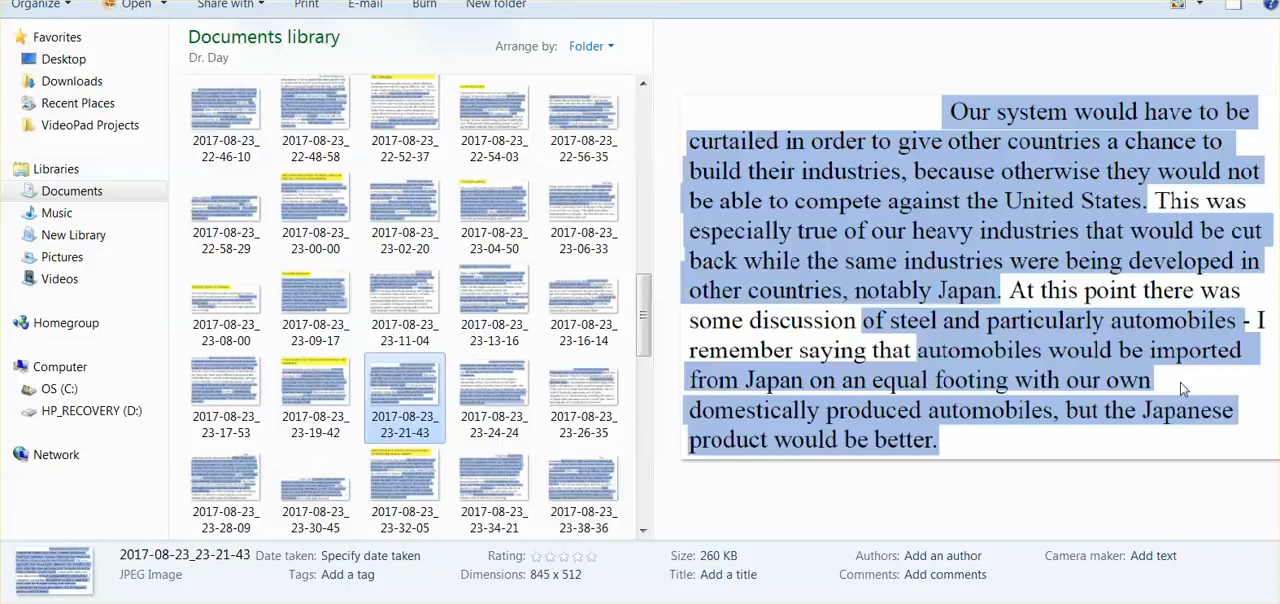 Organize
Open
Share with
Print
E-mail
Burn
New folder
Favorites
Desktop
Downloads
Recent Places
VideoPad Projects
Libraries
Documents
Music
New Library
Pictures
Videos
Homegroup
Computer
OS (C:)
HP_RECOVERY (D:)
Network
Documents library
Dr. Day
Arrange by: Folder
2017-08-23_ 2017-08-23_ 2017-08-23_ 2017-08-23_ 2017-08-23_
22-46-10 22-48-58 22-52-37 22-54-03 22-56-35
2017-08-23_ 2017-08-23_ 2017-08-23_ 2017-08-23_ 2017-08-23_
22-58-29 23-00-00 23-02-20 23-04-50 23-06-33
2017-08-23_ 2017-08-23_ 2017-08-23_ 2017-08-23_ 2017-08-23_
23-08-00 23-09-17 23-11-04 23-13-16 23-16-14
2017-08-23_ 2017-08-23_ 2017-08-23_ 2017-08-23_ 2017-08-23_
23-17-53 23-19-42 23-21-43 23-24-24 23-26-35
2017-08-23_ 2017-08-23_ 2017-08-23_ 2017-08-23_ 2017-08-23_
23-28-09 23-30-45 23-32-05 23-34-21 23-38-36
Our system would have to be
curtailed in order to give other countries a chance to
build their industries, because otherwise they would not
be able to compete against the United States. This was
especially true of our heavy industries that would be cut
back while the same industries were being developed in
other countries, notably Japan. At this point there was
some discussion of steel and particularly automobiles - I
remember saying that automobiles would be imported
from Japan on an equal footing with our own
domestically produced automobiles, but the Japanese
product would be better.
2017-08-23_23-21-43 Date taken: Specify date taken Rating: Size: 260 KB Authors: Add an author Camera maker: Add text
JPEG Image Tags: Add a tag Dimensions: 845 x 512 Title: Add a title Comments: Add comments